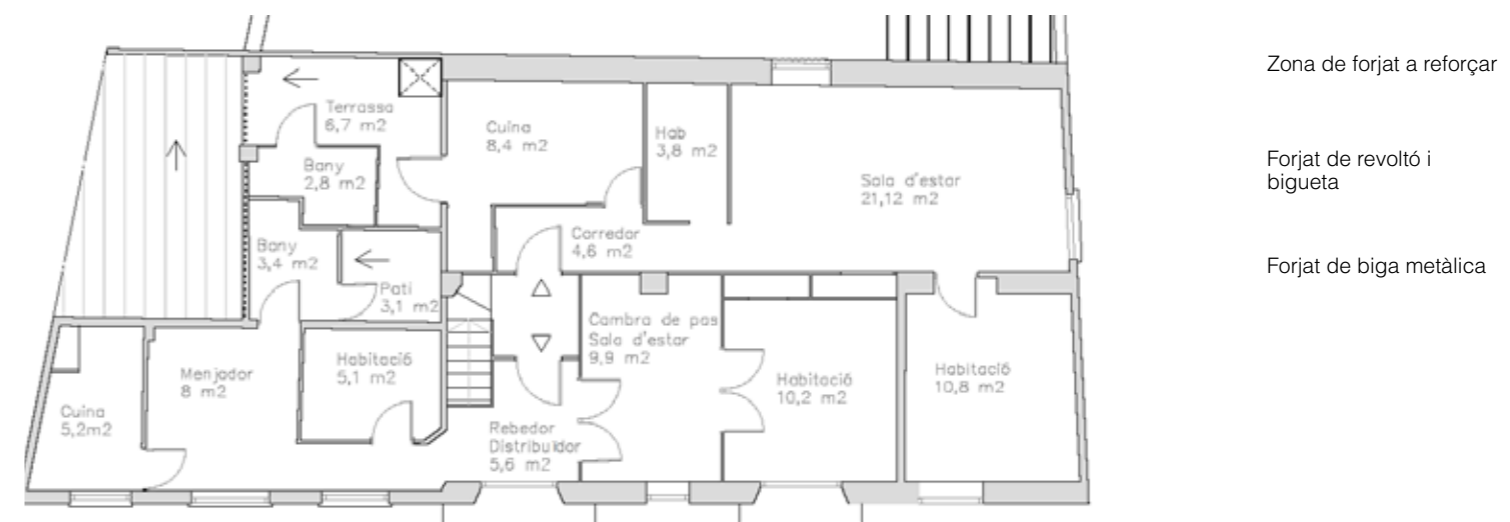 Terrassa
6,7 m2
Bany
2,8 m2
Cuina
8,4 m2
Hab
3,8 m2
Sala d'estar
21,12 m2
Corredor
4,6 m2
Bany
3,4 m2
Pati
3,1 m2
Cuina
5,2m2
Menjador
8 m2
Habitació
5,1 m2
Rebedor
Distribuïdor
5,6 m2
Cambra de pas
Sala d'estar
9,9 m2
Habitació
10,2 m2
Habitació
10,8 m2
Zona de forjat a reforçar
Forjat de revoltó i
bigueta
Forjat de biga metàlica